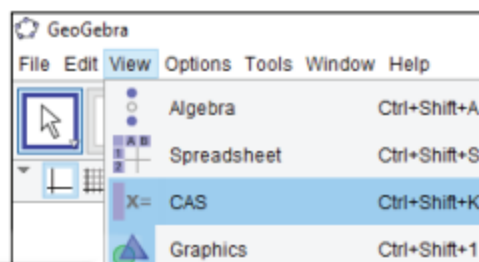 GeoGebra
File Edit View Options Tools Window Help
Algebra Ctrl+Shift+A
Spreadsheet Ctrl+Shift+S
X= CAS Ctrl+Shift+K
Graphics Ctrl+Shift+1